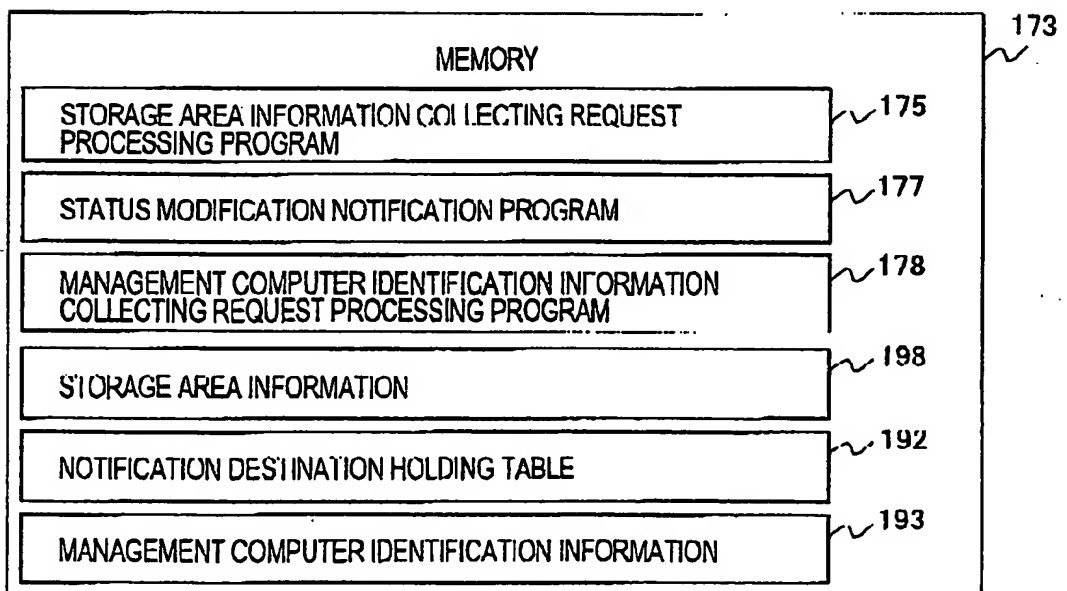 173
MEMORY
STORAGE AREA INFORMATION COLLECTING REQUEST
PROCESSING PROGRAM
175
STATUS MODIFICATION NOTIFICATION PROGRAM
177
MANAGEMENT COMPUTER IDENTIFICATION INFORMATION
COLLECTING REQUEST PROCESSING PROGRAM
178
STORAGE AREA INFORMATION
198
NOTIFICATION DESTINATION HOLDING TABLE
192
MANAGEMENT COMPUTER IDENTIFICATION INFORMATION
193